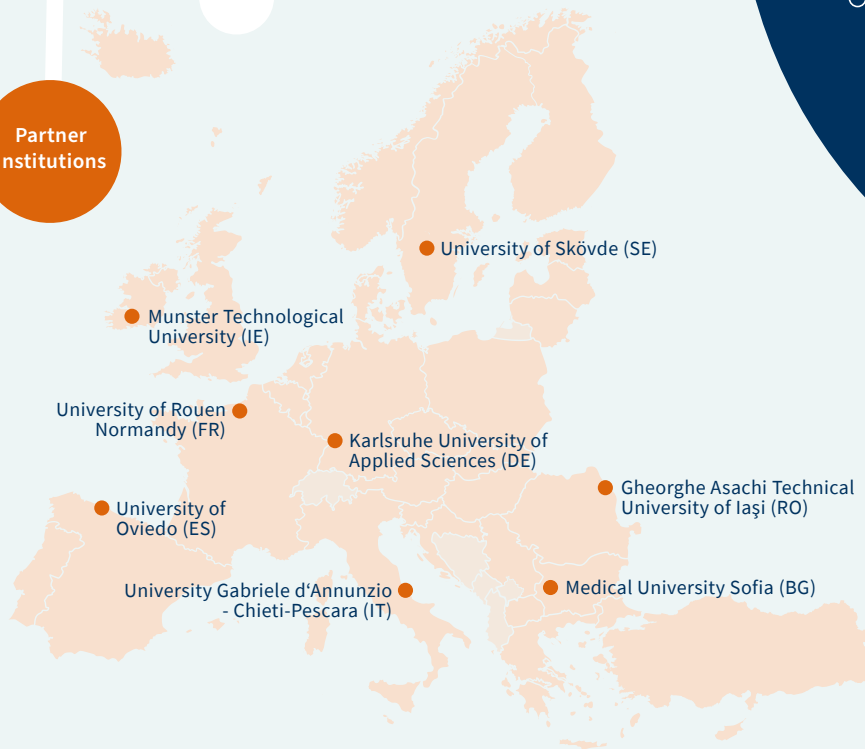 Partner
nstitutions
University of Skövde (SE)
Munster Technological
University (IE)
University of Rouen
Normandy (FR)
Karlsruhe University of
Applied Sciences (DE)
Gheorghe Asachi Technical
University of Iaşi (RO)
University of
Oviedo (ES)
University Gabriele d‘Annunzio
- Chieti-Pescara (IT)
Medical University Sofia (BG)